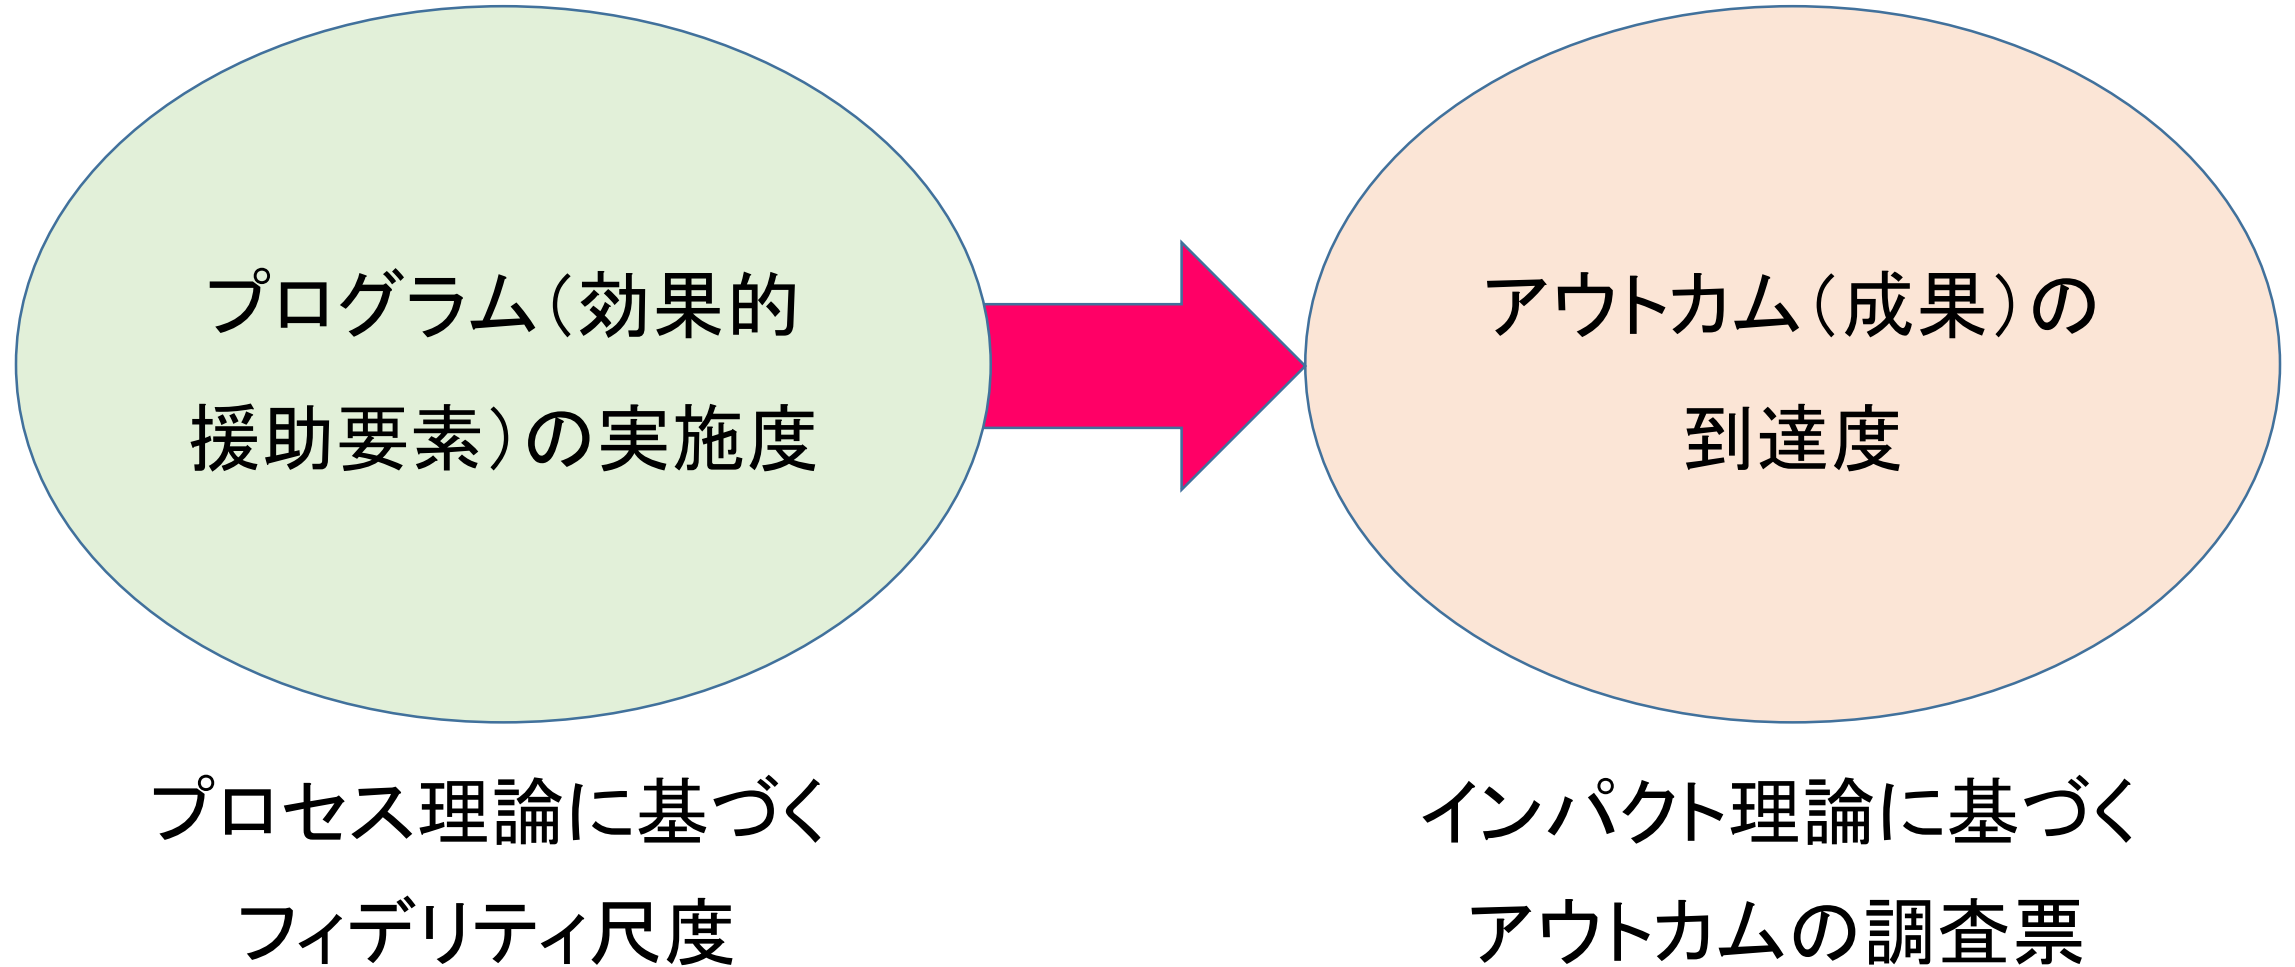 プログラム（効果的
援助要素）の実施度
アウトカム（成果）の
到達度
プロセス理論に基づく
フィデリティ尺度
インパクト理論に基づく
アウトカムの調査票